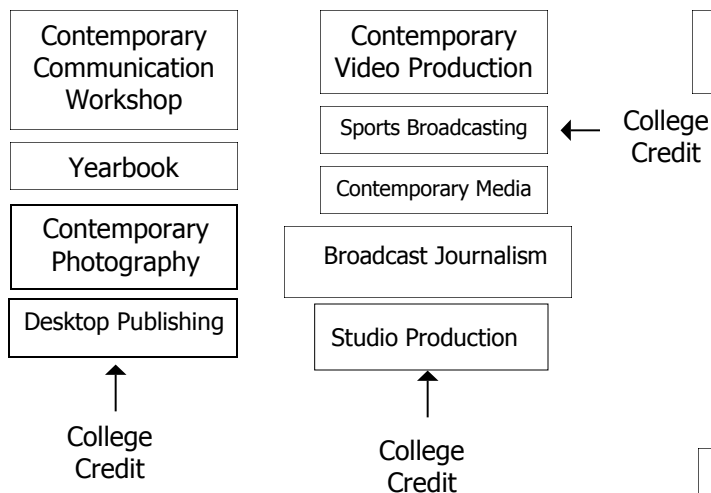 Contemporary
Communication
Workshop
Yearbook
Contemporary
Photography
Desktop Publishing
College
Credit
Contemporary
Video Production
Sports Broadcasting
College
Credit
Contemporary Media
Broadcast Journalism
Studio Production
College
Credit